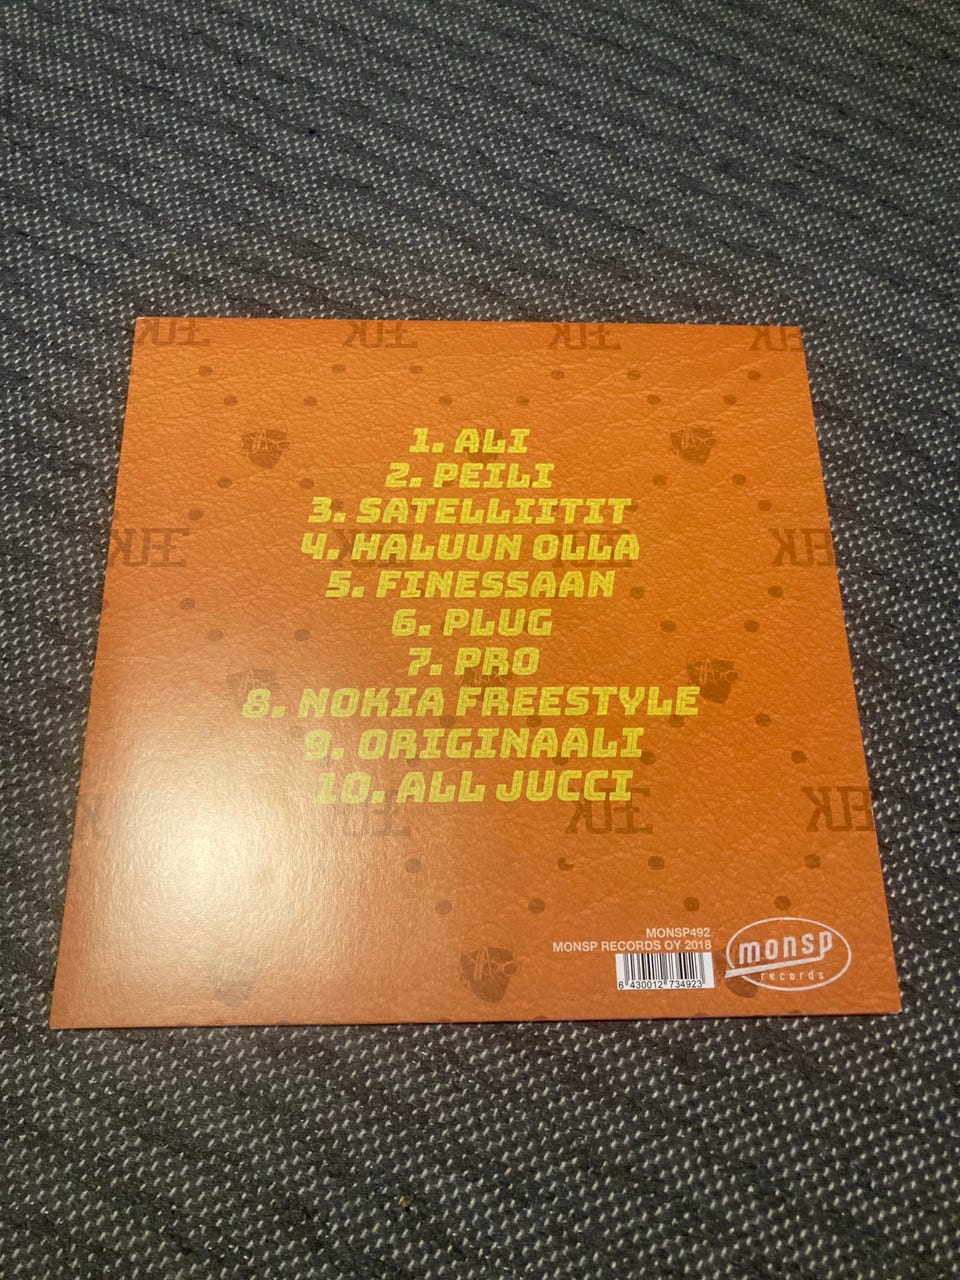 1. ALI
2. PEILI
3. SATELLIITIT
4. HALUUN OLLA
5. FINESSAAN
6. PLUG
7. PRO
8. NOKIA FREESTYLE
9. ORIGINAALI
10. ALL JUCCI
MONSP492
MONSP RECORDS OY 2018
6 430012 734923
monsp
records